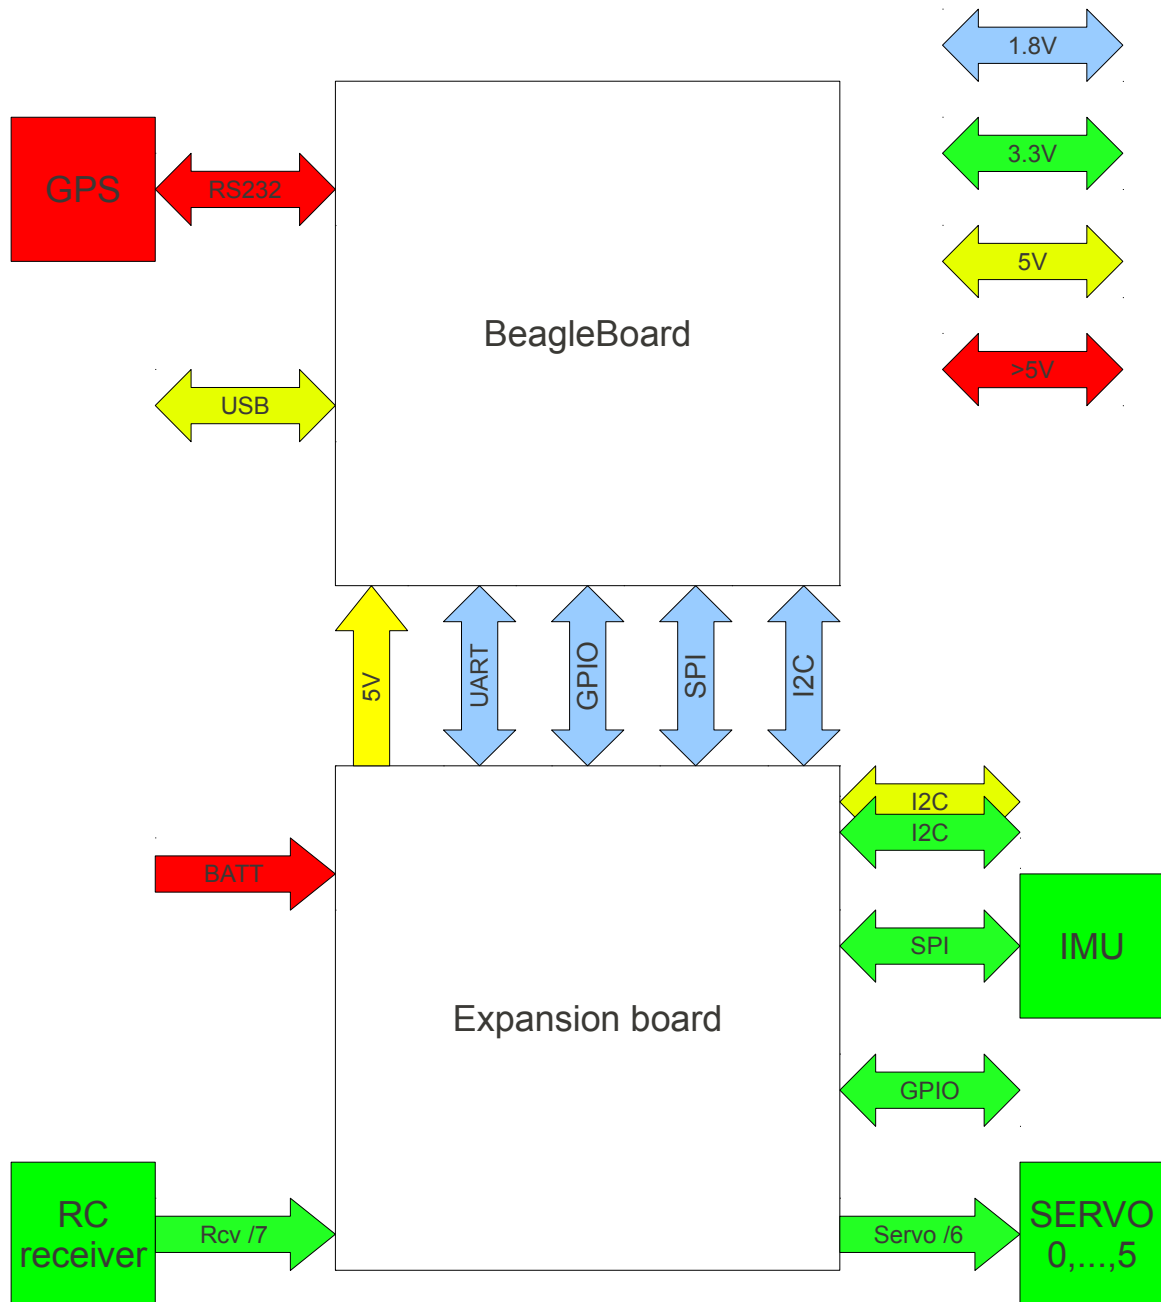 1.8V
3.3V
GPS
RS232
5V
BeagleBoard
>5V
USB
5V
UART
GPIO
SPI
I2C
I2C
I2C
BATT
SPI
IMU
Expansion board
GPIO
RC
receiver
Rcv /7
Servo /6
SERVO
0,...,5